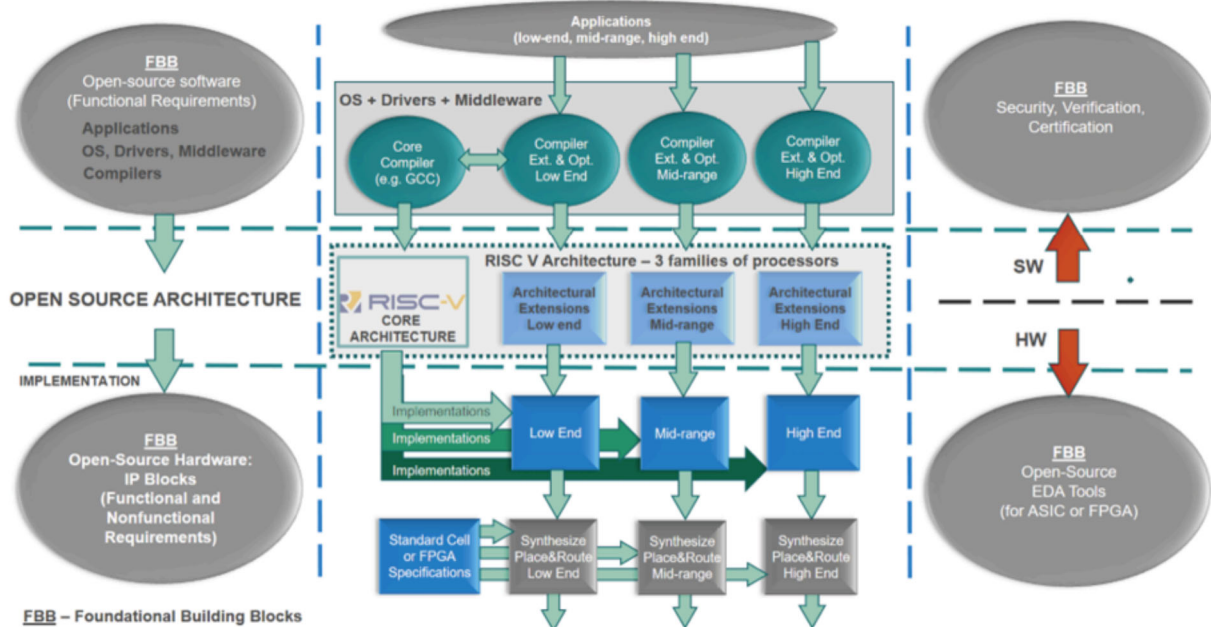 FBB
Open-source software
(Functional Requirements)
Applications
OS, Drivers, Middleware
Compilers
Applications
(low-end, mid-range, high end)
OS + Drivers + Middleware
Core
Compiler
(e.g. GCC)
Compiler
Ext. & Opt.
Low End
Compiler
Ext. & Opt.
Mid-range
Compiler
Ext. & Opt.
High End
FBB
Security, Verification,
Certification
OPEN SOURCE ARCHITECTURE
RISC V Architecture – 3 families of processors
RISC-V
CORE
ARCHITECTURE
Architectural
Extensions
Low end
Architectural
Extensions
Mid-range
Architectural
Extensions
High End
SW
HW
IMPLEMENTATION
FBB
Open-Source Hardware:
IP Blocks
(Functional and
Nonfunctional
Requirements)
Implementations
Implementations
Implementations
Low End
Mid-range
High End
Standard Cell
or FPGA
Specifications
Synthesize
Place&Route
Low End
Synthesize
Place&Route
Mid-range
Synthesize
Place&Route
High End
FBB
Open-Source
EDA Tools
(for ASIC or FPGA)
FBB – Foundational Building Blocks